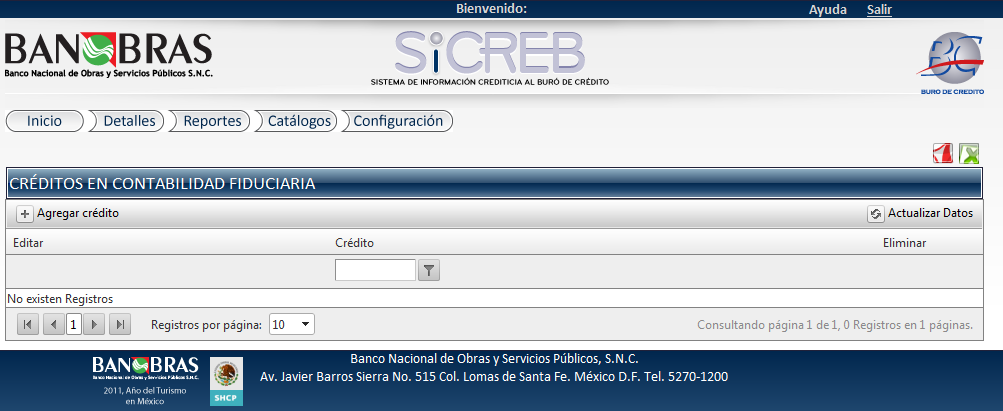 Bienvenido:
Ayuda Salir
BANOBRAS
Banco Nacional de Obras y Servicios Públicos S.N.C.
SiCREB
SISTEMA DE INFORMACIÓN CREDITICIA AL BURÓ DE CRÉDITO
BC
BURO DE CREDITO
Inicio Detalles Reportes Catálogos Configuración
CRÉDITOS EN CONTABILIDAD FIDUCIARIA
Agregar crédito Actualizar Datos
Editar Crédito Eliminar
No existen Registros
1 Registros por página: 10 Consultando página 1 de 1, 0 Registros en 1 páginas.
BANOBRAS
Banco Nacional de Obras y Servicios Públicos S.N.C.
2011, Año del Turismo
en México
SHCP
Banco Nacional de Obras y Servicios Públicos, S.N.C.
Av. Javier Barros Sierra No. 515 Col. Lomas de Santa Fe. México D.F. Tel. 5270-1200